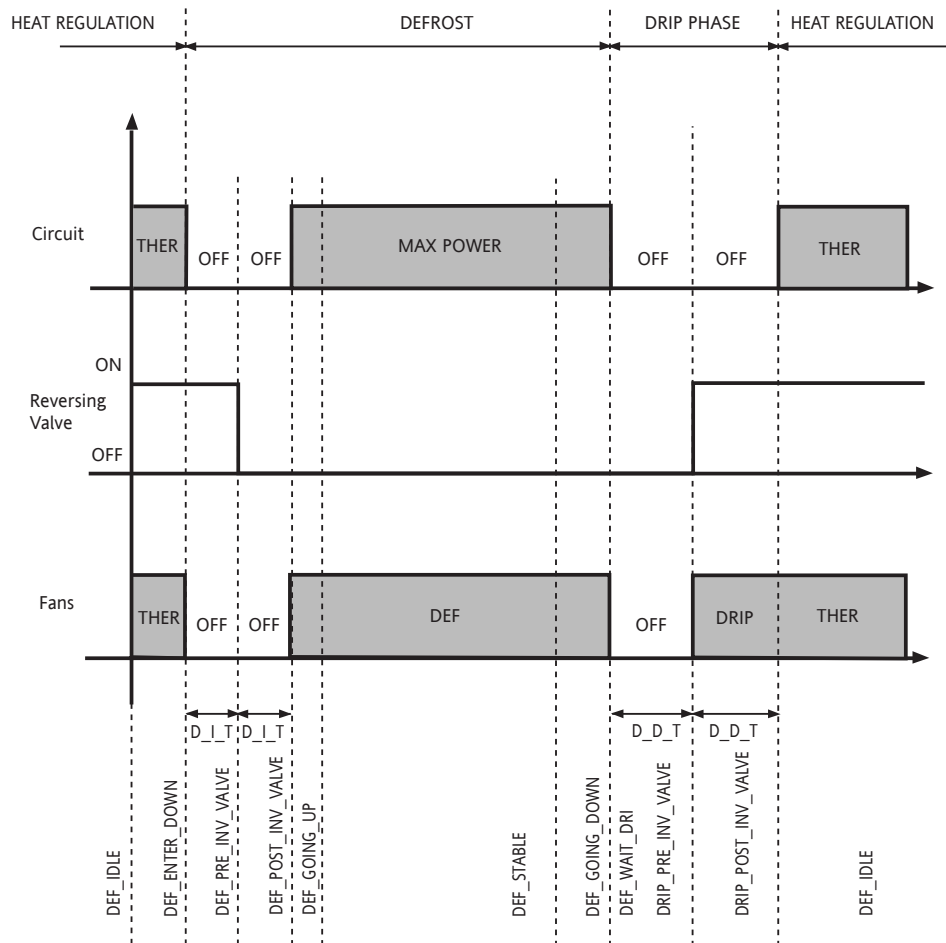 HEAT REGULATION
DEFROST
DRIP PHASE
HEAT REGULATION
Circuit
THER
OFF
OFF
MAX POWER
OFF
OFF
THER
ON
Reversing
Valve
OFF
Fans
THER
OFF
OFF
DEF
OFF
DRIP
THER
D_I_T
D_I_T
D_D_T
D_D_T
DEF_IDLE
DEF_ENTER_DOWN
DEF_PRE_INV_VALVE
DEF_POST_INV_VALVE
DEF_GOING_UP
DEF_STABLE
DEF_GOING_DOWN
DEF_WAIT_DRI
DRIP_PRE_INV_VALVE
DRIP_POST_INV_VALVE
DEF_IDLE